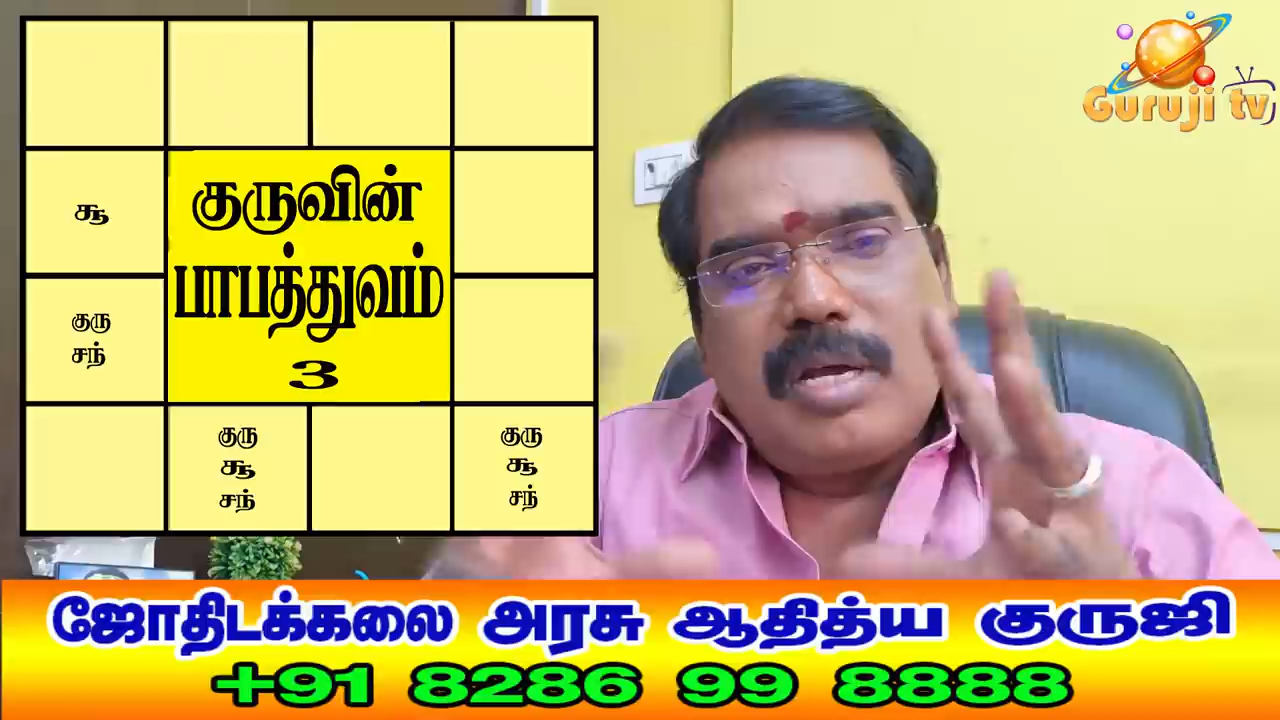 குருவின்
பாபத்துவம்
3
சூ
குரு
சந்
குரு
சூ
சந்
குரு
சூ
சந்
Guruji tv
ஜோதிடக்கலை அரசு ஆதித்ய குருஜி
+91 8286 99 8888